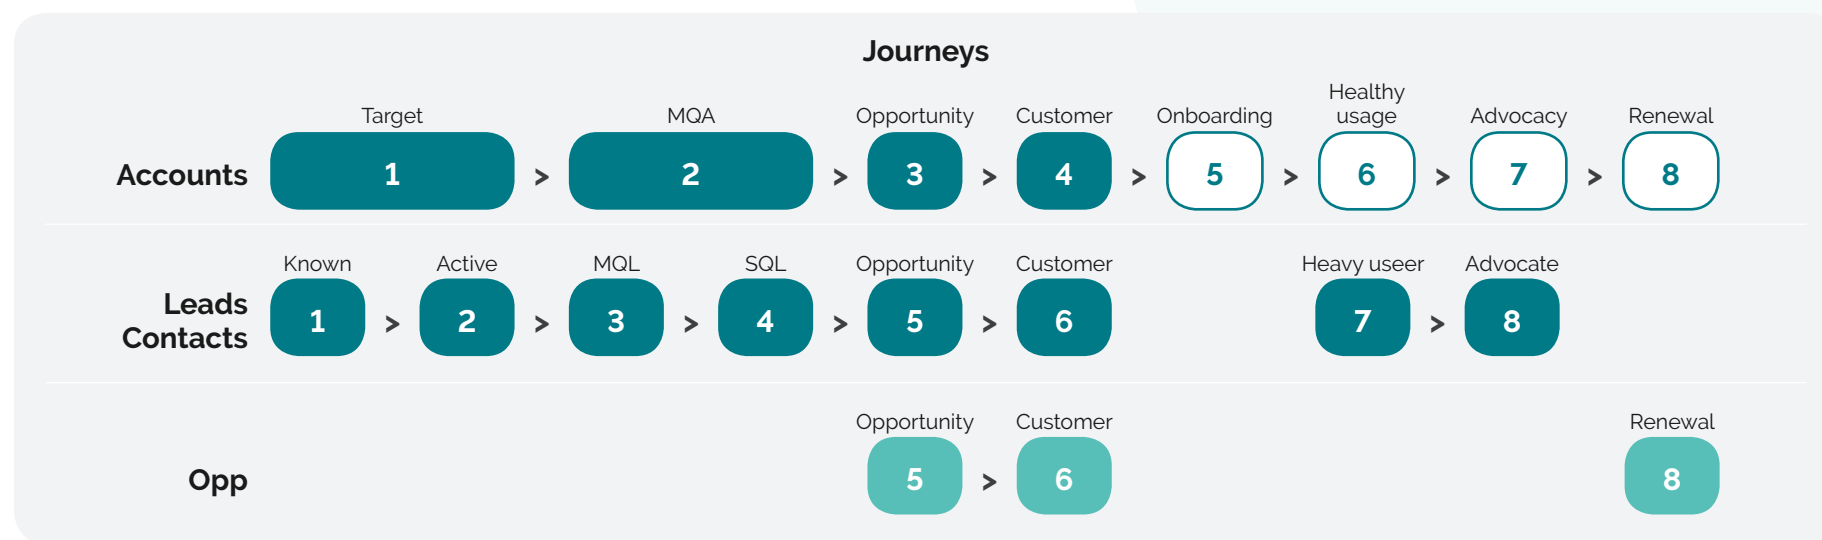 Journeys
Target MQA Opportunity Customer Onboarding Healthy usage Advocacy Renewal
Accounts 1 > 2 > 3 > 4 > 5 > 6 > 7 > 8
Known Active MQL SQL Opportunity Customer Heavy useer Advocate
Leads
Contacts
1 > 2 > 3 > 4 > 5 > 6 7 > 8
Opportunity Customer Renewal
Opp 5 > 6 8